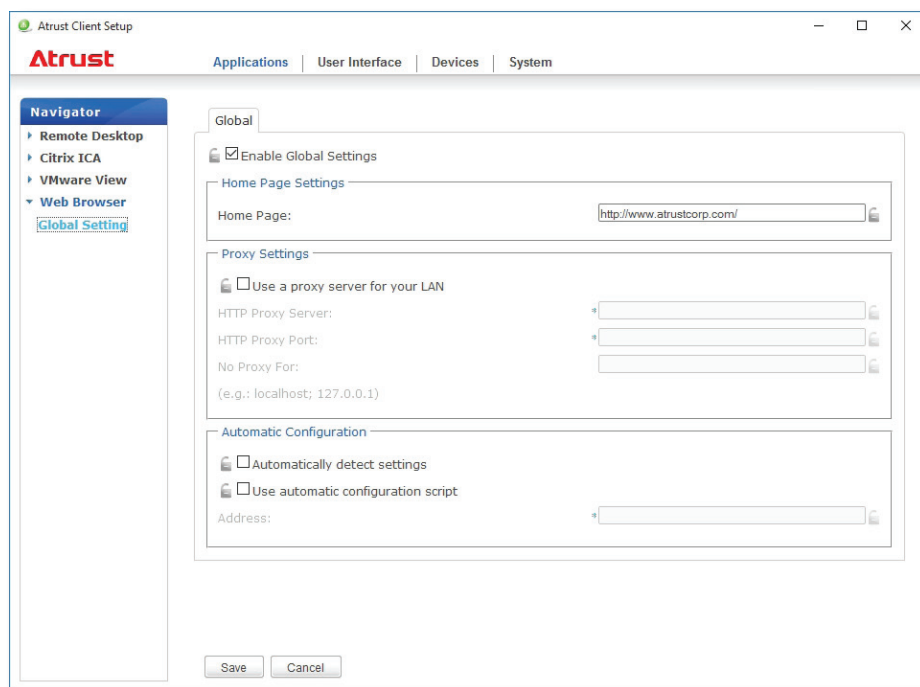 Atrust Client Setup
Atrust
Applications | User Interface | Devices | System
Navigator
Remote Desktop
Citrix ICA
VMware View
Web Browser
Global Setting
Global
Enable Global Settings
Home Page Settings
Home Page: http://www.atrustcorp.com/
Proxy Settings
Use a proxy server for your LAN
HTTP Proxy Server: *
HTTP Proxy Port: *
No Proxy For:
(e.g.: localhost; 127.0.0.1)
Automatic Configuration
Automatically detect settings
Use automatic configuration script
Address: *
Save Cancel